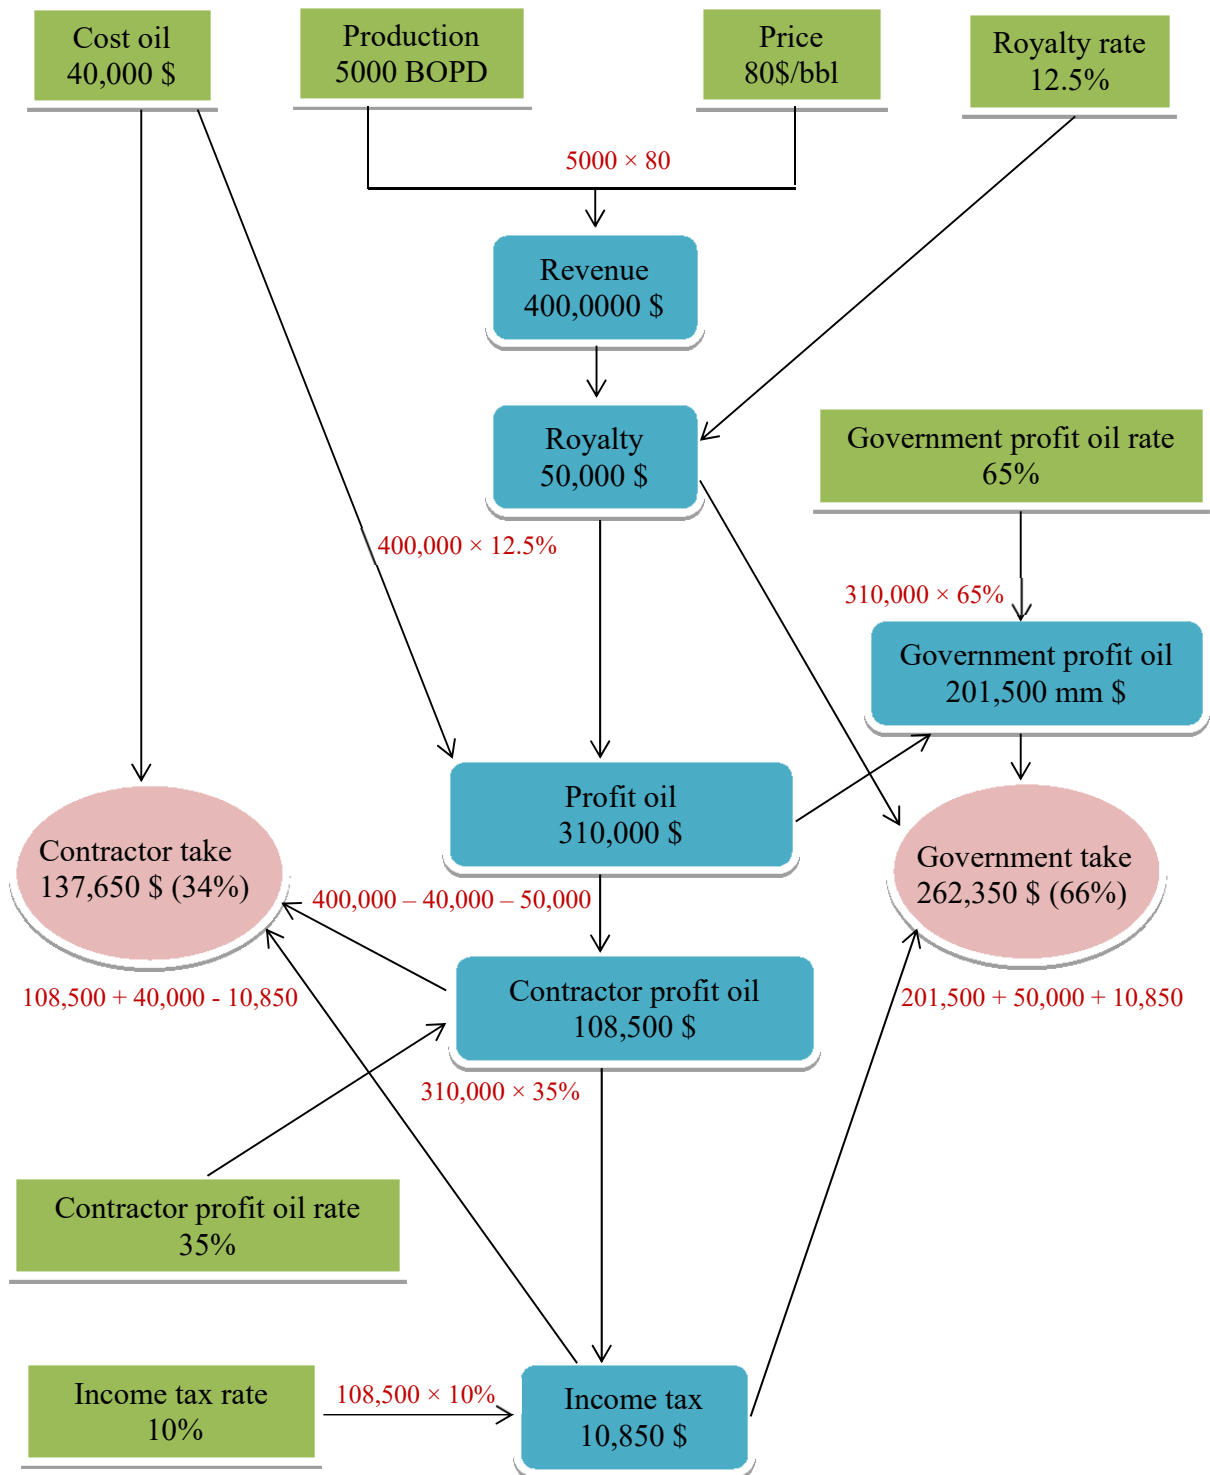 Cost oil
40,000 $
Production
5000 BOPD
Price
80$/bbl
Royalty rate
12.5%
5000 × 80
Revenue
400,0000 $
Royalty
50,000 $
Government profit oil rate
65%
400,000 × 12.5%
310,000 × 65%
Government profit oil
201,500 mm $
Profit oil
310,000 $
Contractor take
137,650 $ (34%)
Government take
262,350 $ (66%)
400,000 – 40,000 – 50,000
108,500 + 40,000 - 10,850
Contractor profit oil
108,500 $
201,500 + 50,000 + 10,850
310,000 × 35%
Contractor profit oil rate
35%
Income tax rate
10%
108,500 × 10%
Income tax
10,850 $